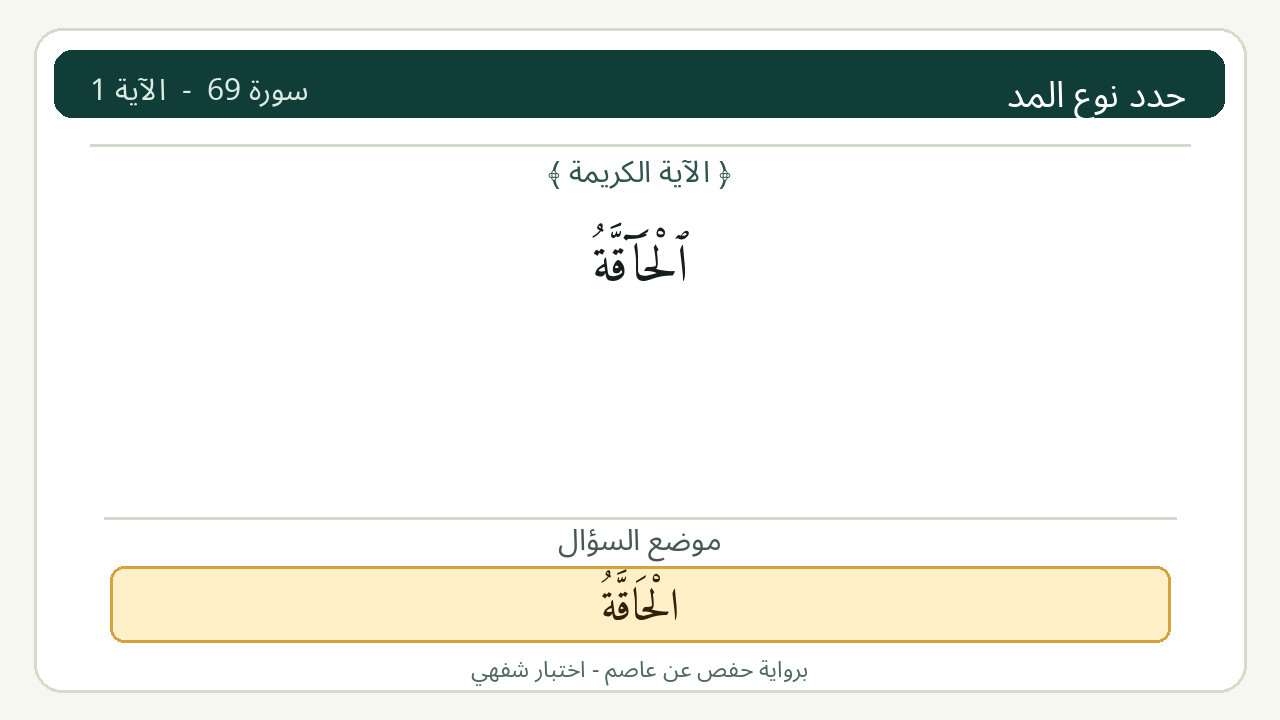 حدد نوع المد
سورة 69 - الآية 1
﴿ الآية الكريمة ﴾
ٱلْحَآقَّةُ
موضع السؤال
الْحَاقَّةُ
برواية حفص عن عاصم - اختبار شفهي